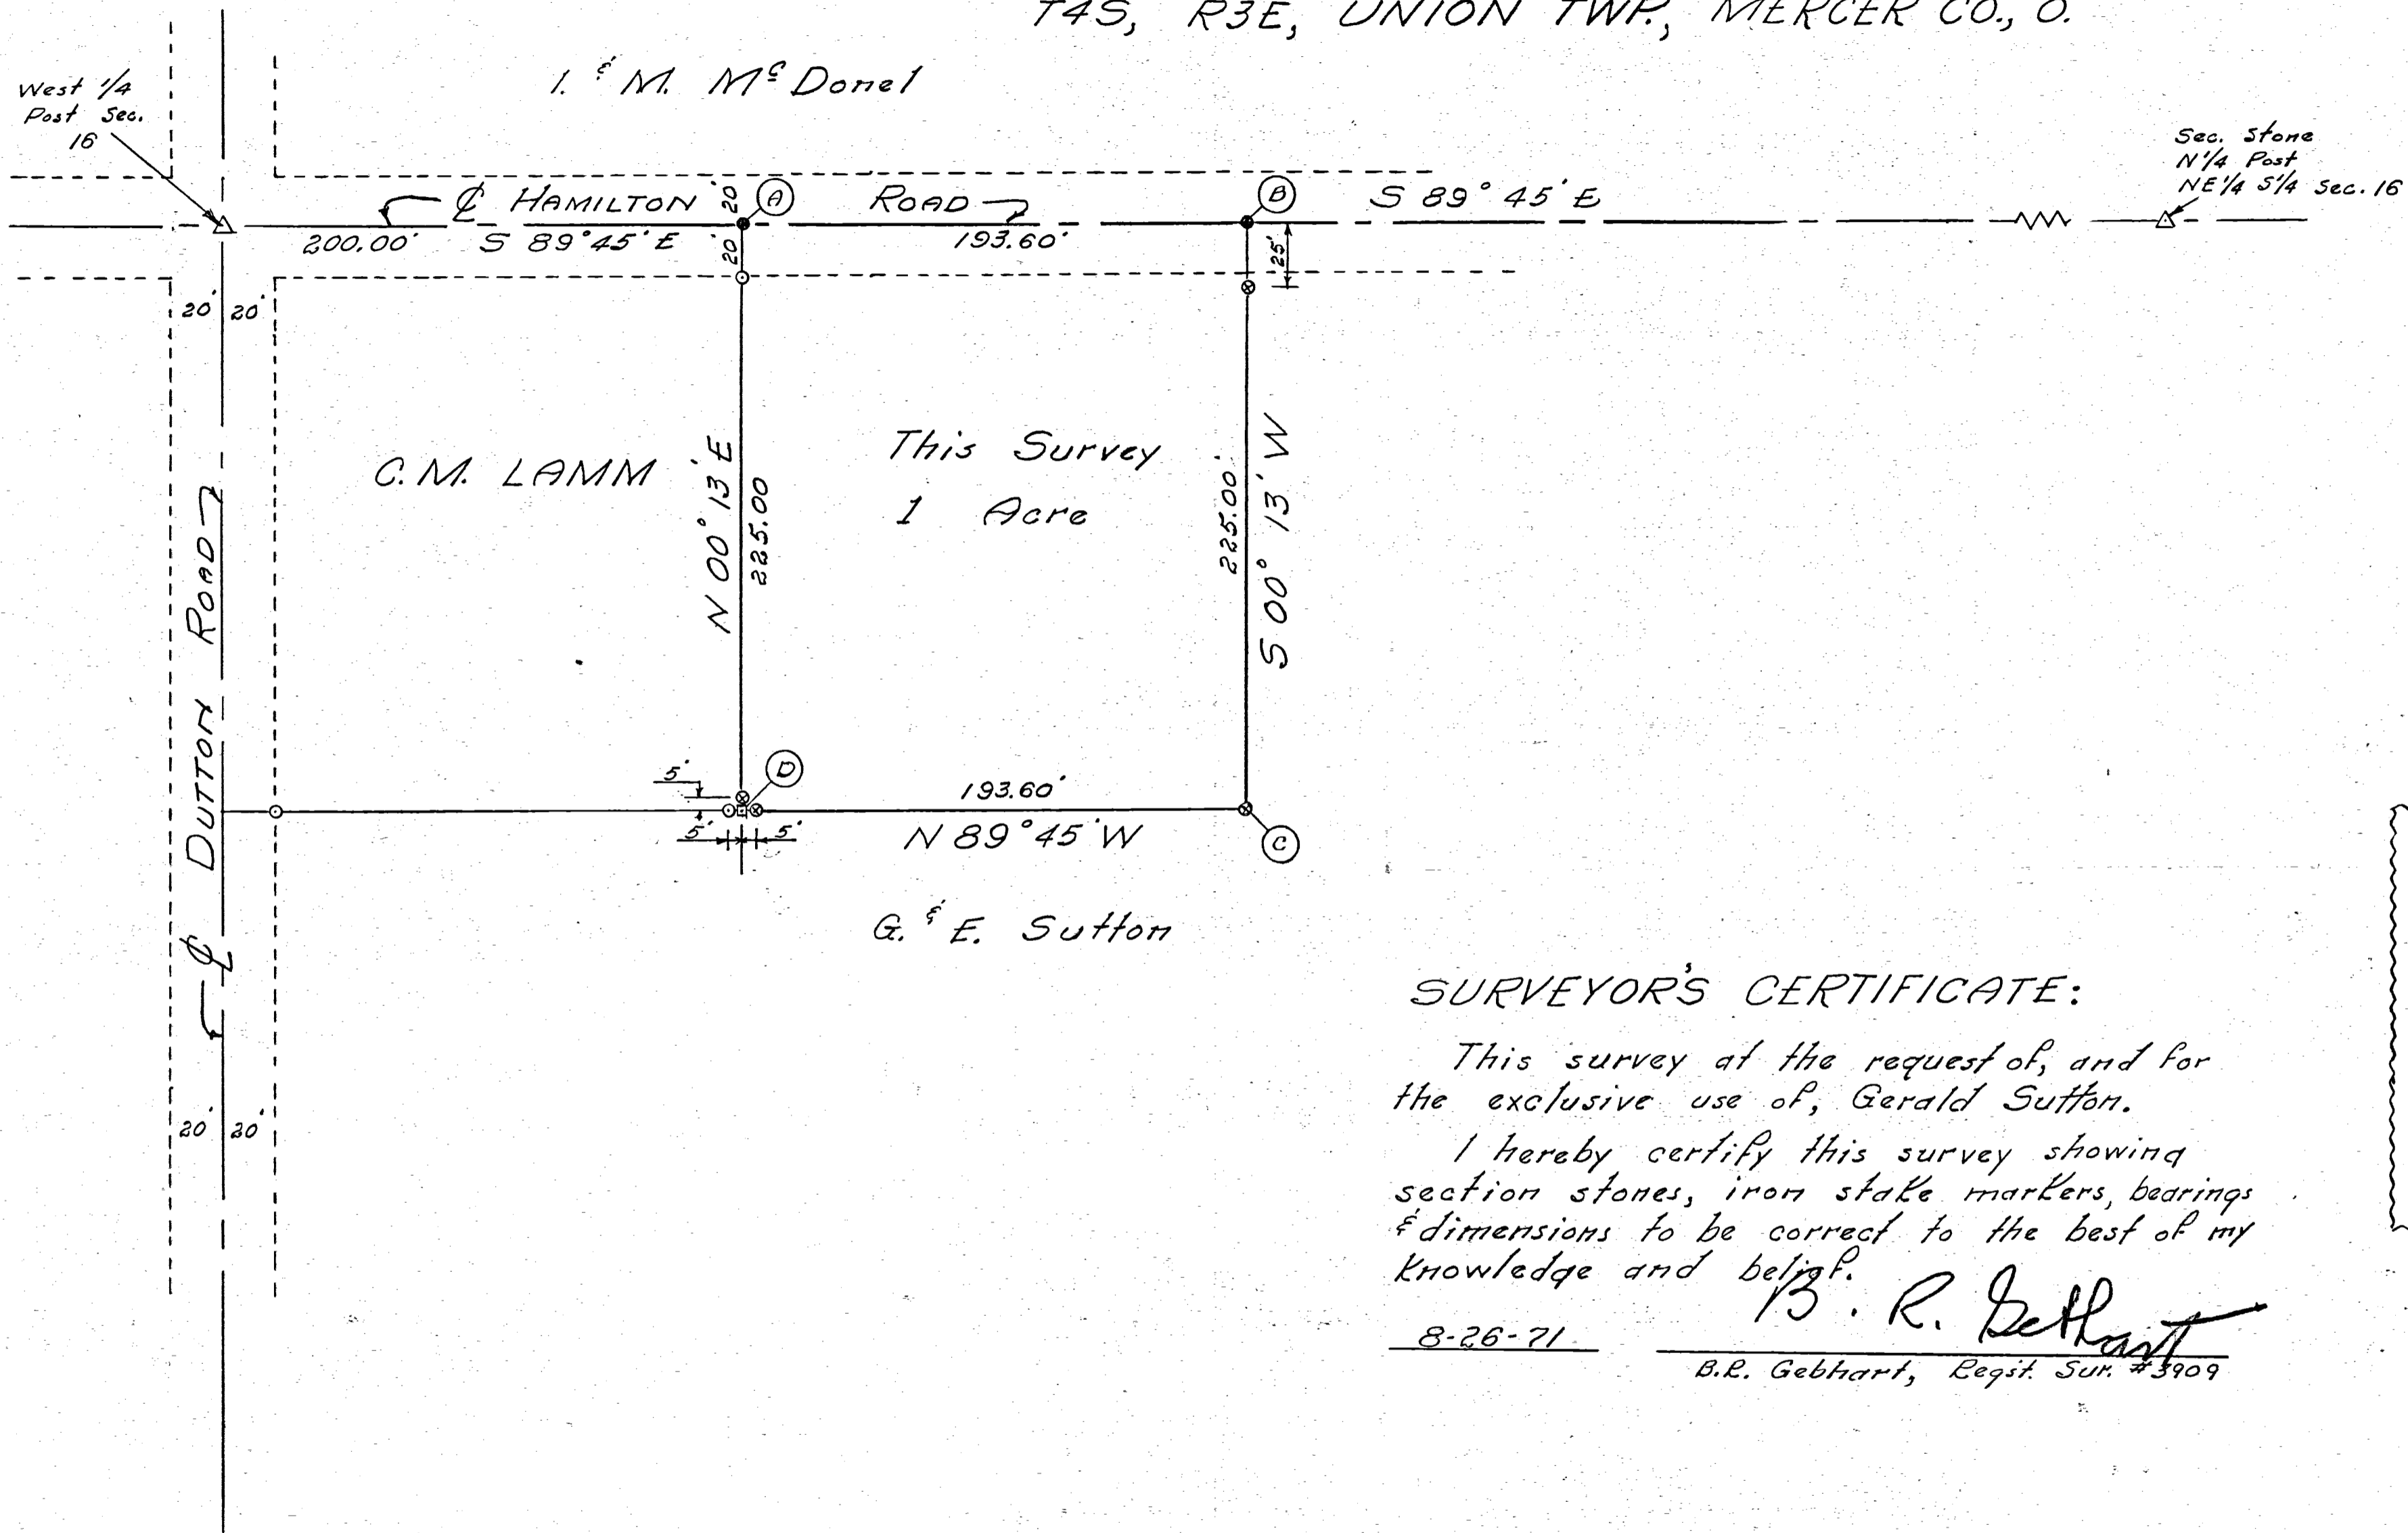 T4S, R3E, UNION TWP., MERCER CO., O.
I. & M. McDonel
West 1/4
Post Sec.
16
Sec. Stone
N 1/4 Post
NE 1/4 S 1/4 Sec. 16
℄ HAMILTON
20'
A
ROAD
B
S 89° 45' E
200.00'
S 89° 45' E
20'
193.60'
25'
20' 20'
C.M. LAMM
N 00° 13' E
225.00
This Survey
1 Acre
225.00'
S 00° 13' W
℄ DUTTON ROAD
5'
D
193.60'
5' 5'
N 89° 45' W
C
G. & E. Sutton
20' 20'
SURVEYOR'S CERTIFICATE:
This survey at the request of, and for
the exclusive use of, Gerald Sutton.
I hereby certify this survey showing
section stones, iron stake markers, bearings
& dimensions to be correct to the best of my
knowledge and belief.
B. R. Gebhart
8-26-71
B.R. Gebhart, Regst. Sur. #3909